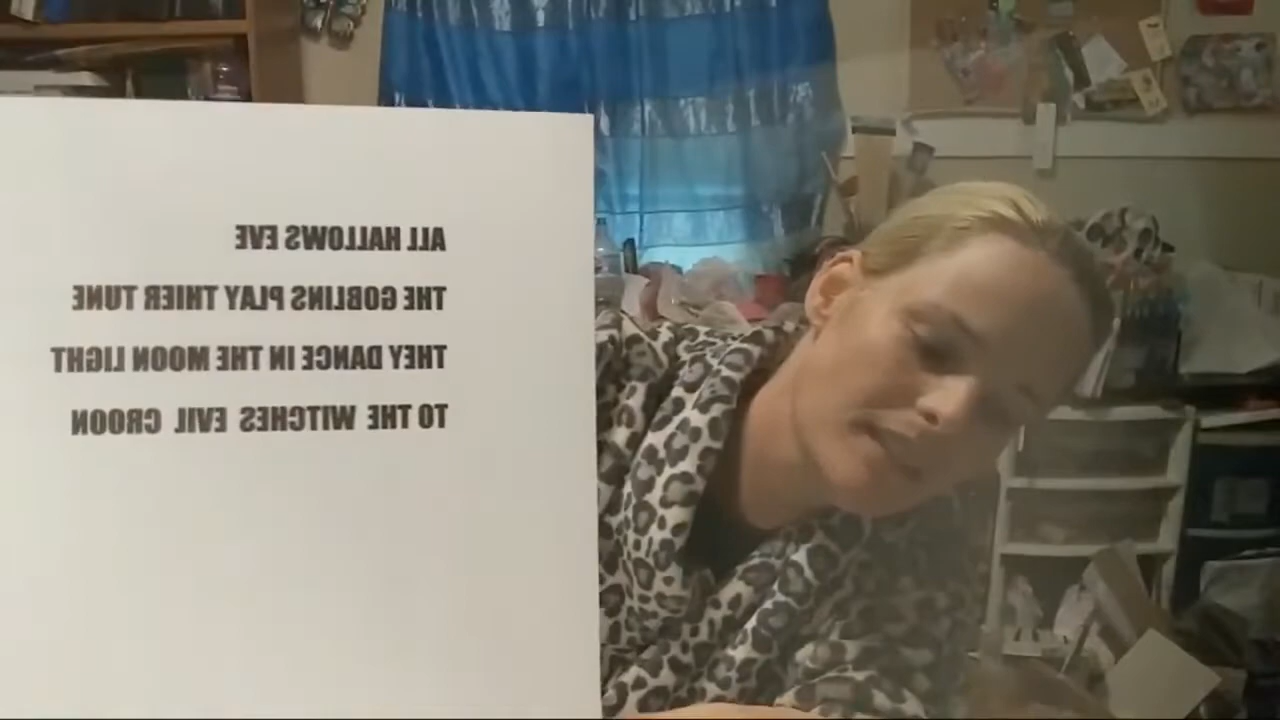 ALL HALLOWS EVE
THE GOBLINS PLAY THIER TUNE
THEY DANCE IN THE MOON LIGHT
TO THE WITCHES EVIL CROON